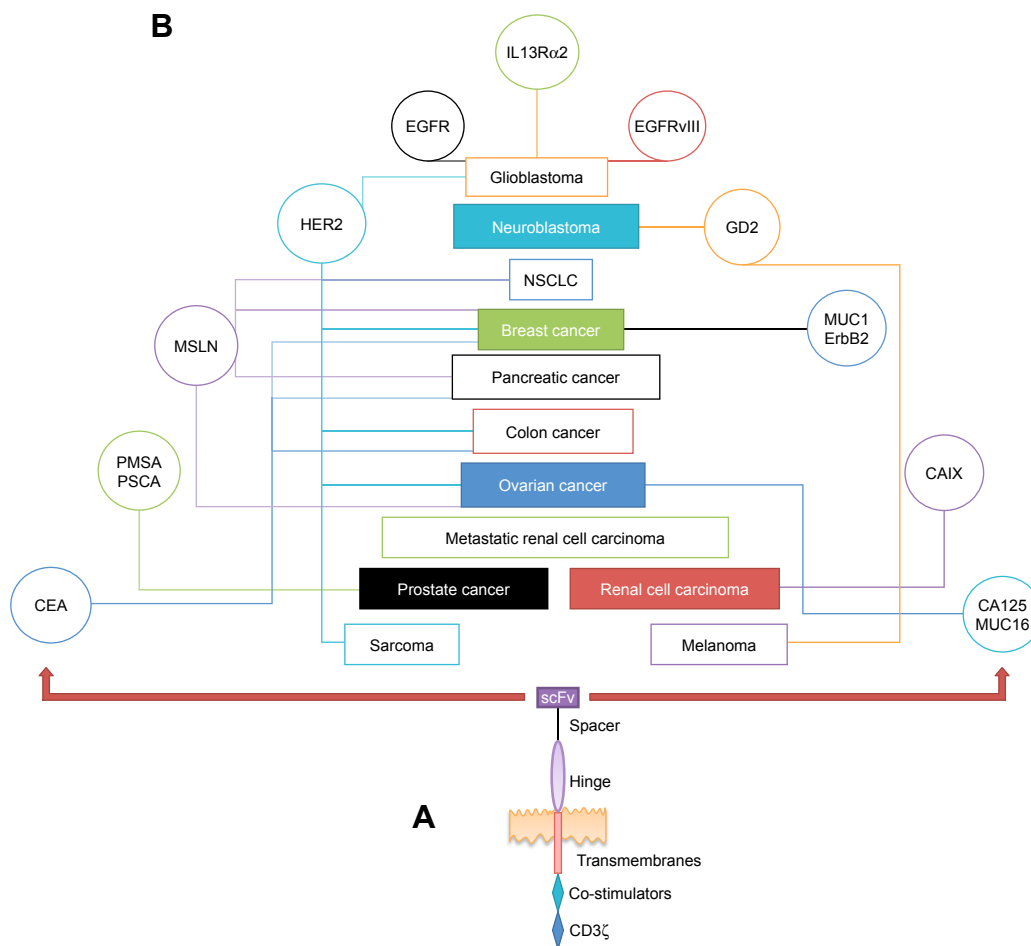 B
IL13Rα2
EGFR
EGFRvIII
Glioblastoma
HER2
Neuroblastoma
GD2
NSCLC
MUC1
ErbB2
Breast cancer
MSLN
Pancreatic cancer
Colon cancer
PMSA
PSCA
CAIX
Ovarian cancer
Metastatic renal cell carcinoma
Prostate cancer
Renal cell carcinoma
CEA
CA125
MUC16
Sarcoma
Melanoma
scFv
Spacer
Hinge
A
Transmembranes
Co-stimulators
CD3ζ